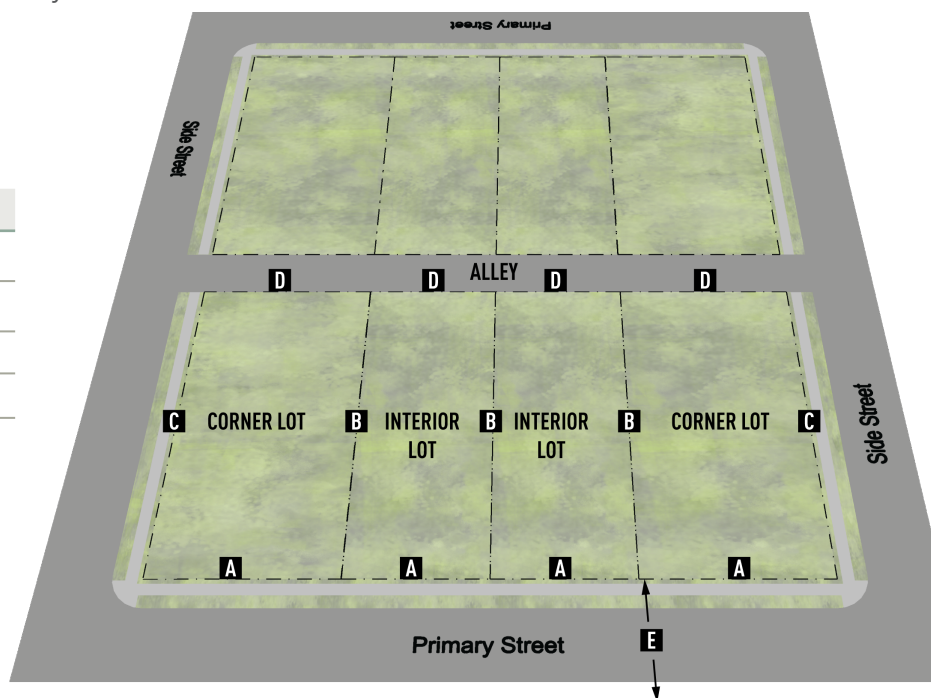 Primary Street
Side Street
D
D
ALLEY
D
D
C
CORNER LOT
B
INTERIOR
LOT
B
INTERIOR
LOT
B
CORNER LOT
C
Side Street
A
A
A
A
Primary Street
E